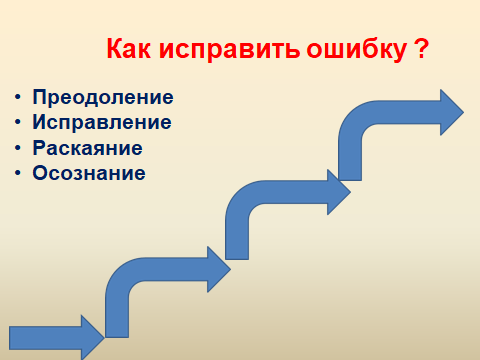 Как исправить ошибку ?
• Преодоление
• Исправление
• Раскаяние
• Осознание